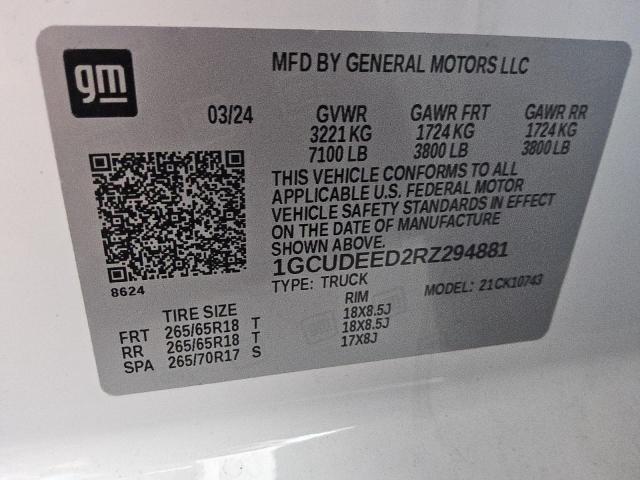 gm
MFD BY GENERAL MOTORS LLC
03/24 GVWR GAWR FRT GAWR RR
3221 KG 1724 KG 1724 KG
7100 LB 3800 LB 3800 LB
THIS VEHICLE CONFORMS TO ALL
APPLICABLE U.S. FEDERAL MOTOR
VEHICLE SAFETY STANDARDS IN EFFECT
ON THE DATE OF MANUFACTURE
SHOWN ABOVE.
1GCUDEED2RZ294881
8624
TYPE: TRUCK MODEL: 21CK10743
TIRE SIZE RIM
FRT 265/65R18 T 18X8.5J
RR 265/65R18 T 18X8.5J
SPA 265/70R17 S 17X8J